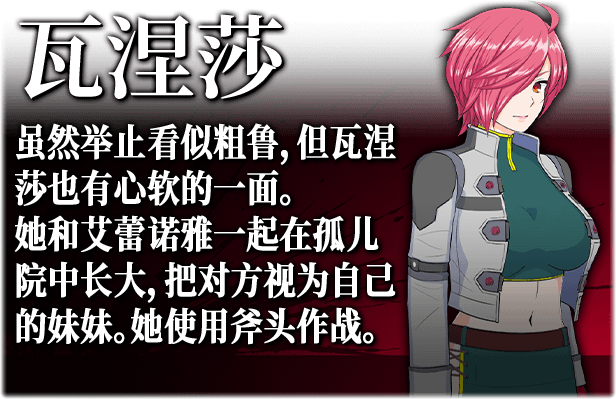 瓦涅莎
虽然举止看似粗鲁，但瓦涅
莎也有心软的一面。
她和艾蕾诺雅一起在孤儿
院中长大，把对方视为自己
的妹妹。她使用斧头作战。